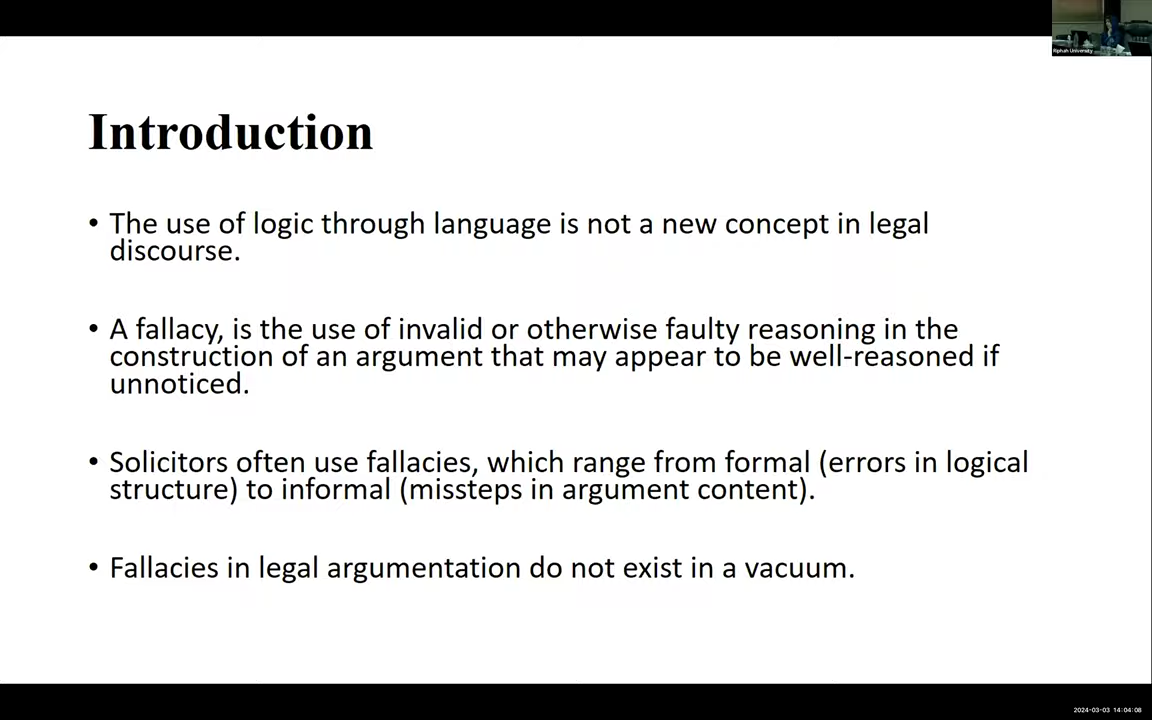 Riphah University
Introduction
• The use of logic through language is not a new concept in legal
discourse.
• A fallacy, is the use of invalid or otherwise faulty reasoning in the
construction of an argument that may appear to be well-reasoned if
unnoticed.
• Solicitors often use fallacies, which range from formal (errors in logical
structure) to informal (missteps in argument content).
• Fallacies in legal argumentation do not exist in a vacuum.
2024-03-03 14:04:08